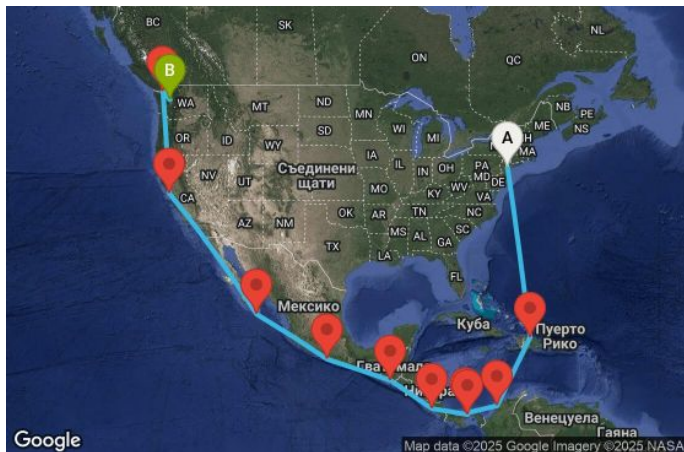 BC
SK
NL
ON
QC
B
A
WA
MT
ND
MN
NB
PE
ME
NS
OR
ID
WY
SD
WI
MI
MA
NV
UT
IA
IL
IN
OH
PA
MD
DE
CA
Съединени
щати
MO
KY
WV
VA
AZ
NM
OK
AR
TN
NC
TX
MS
AL
GA
SC
LA
FL
Мексико
Куба
Пуерто
Рико
Гватемал
Никара
Венецуела
Гаяна
Google
Map data ©2025 Google Imagery ©2025 NASA